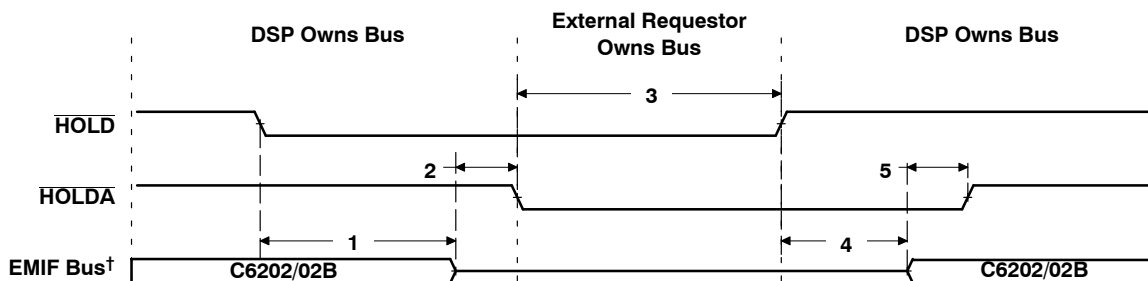 DSP Owns Bus
External Requestor
Owns Bus
DSP Owns Bus
3
HOLD
2
5
HOLDA
1
4
EMIF Bus†
C6202/02B
C6202/02B